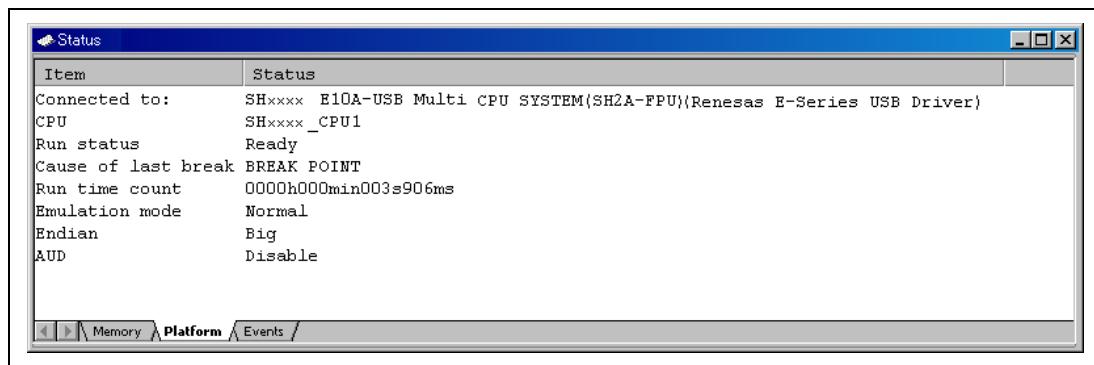 Status
Item Status
Connected to: SHxxxx E10A-USB Multi CPU SYSTEM(SH2A-FPU)(Renesas E-Series USB Driver)
CPU SHxxxx _CPU1
Run status Ready
Cause of last break BREAK POINT
Run time count 0000h000min003s906ms
Emulation mode Normal
Endian Big
AUD Disable
Memory Platform Events